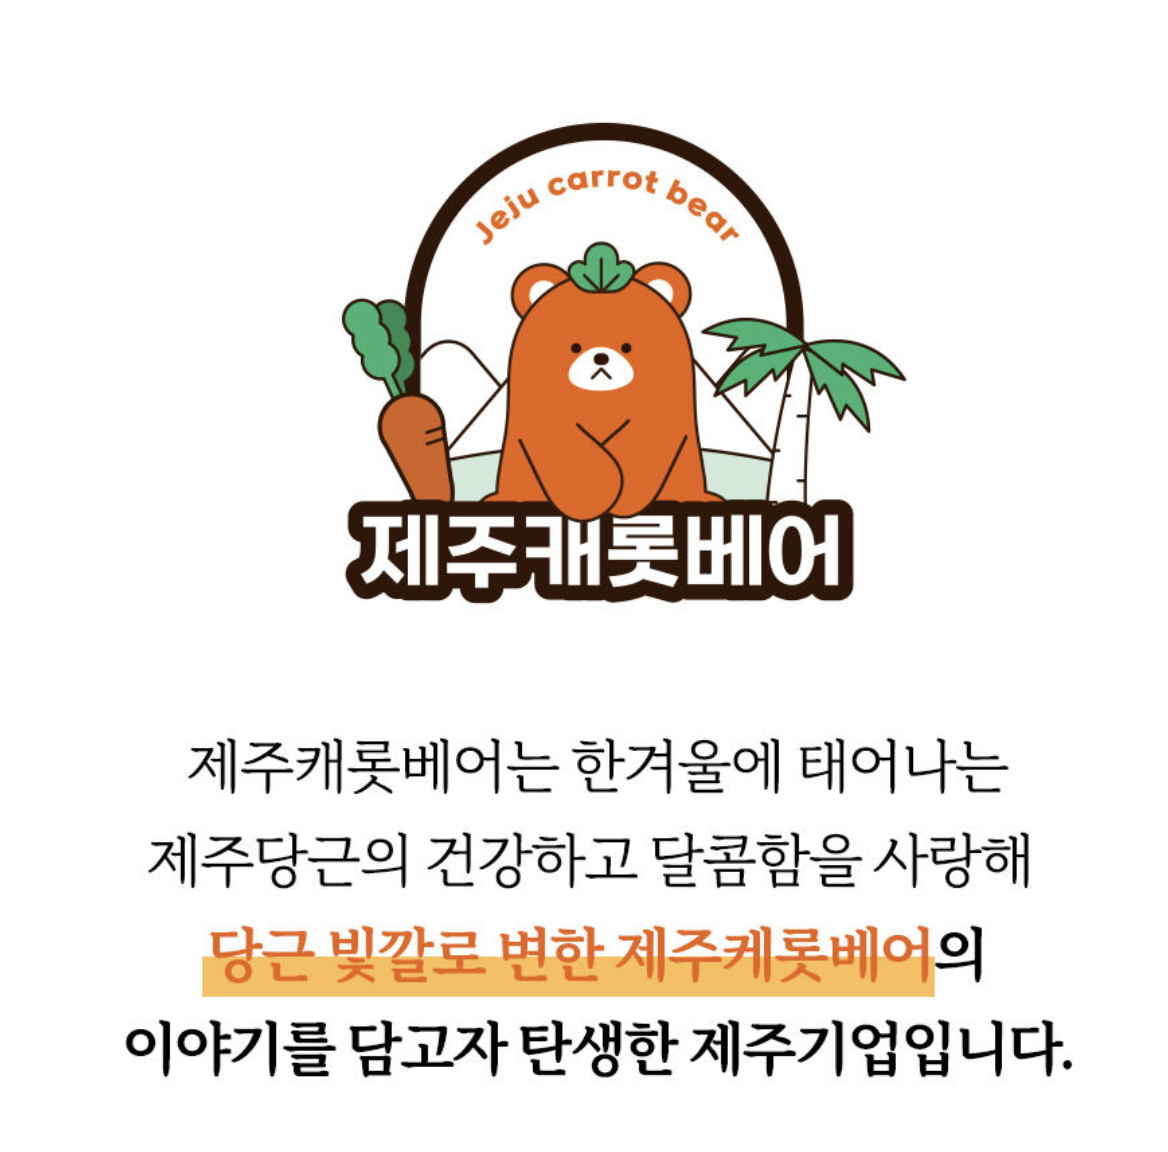 Jeju carrot bear
제주캐롯베어
제주캐롯베어는 한겨울에 태어나는
제주당근의 건강하고 달콤함을 사랑해
당근 빛깔로 변한 제주케롯베어의
이야기를 담고자 탄생한 제주기업입니다.